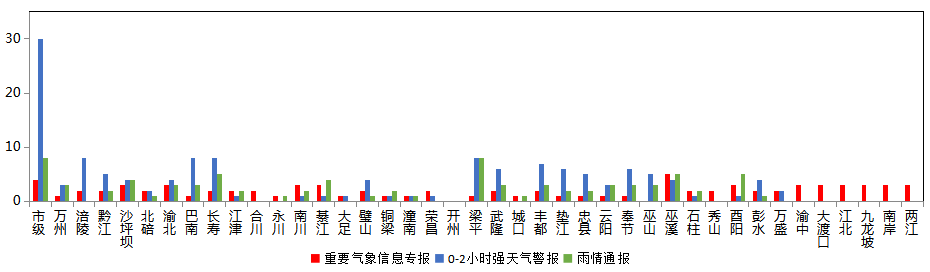 30
20
10
0
市级 万州 涪陵 黔江 沙坪坝 北碚 渝北 巴南 长寿 江津 合川 永川 南川 綦江 大足 璧山 铜梁 潼南 荣昌 开州 梁平 武隆 城口 丰都 垫江 忠县 云阳 奉节 巫山 巫溪 石柱 秀山 酉阳 彭水 万盛 渝中 大渡口 江北 九龙坡 南岸 两江
重要气象信息专报 0-2小时强天气警报 雨情通报